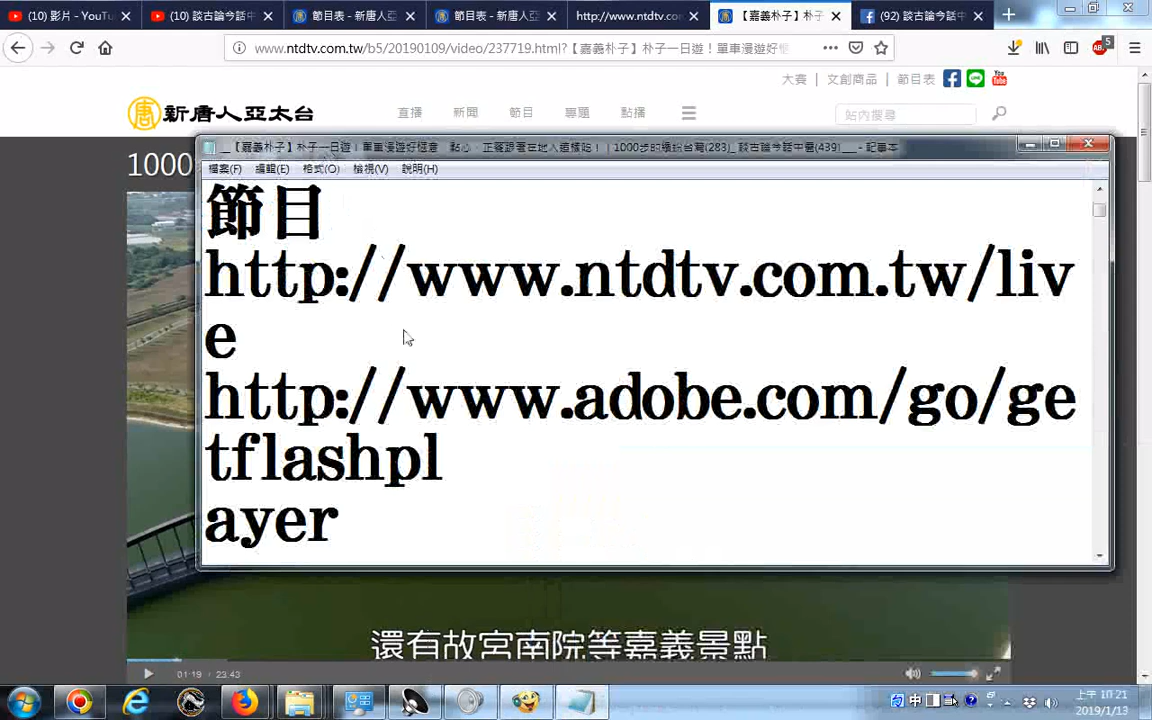 (10) 影片 - YouTu
(10) 談古論今話中
節目表 - 新唐人亞
節目表 - 新唐人亞
http://www.ntdtv.co
【嘉義朴子】朴子
(92) 談古論今話中
www.ntdtv.com.tw/b5/20190109/video/237719.html?【嘉義朴子】朴子一日遊！單車漫遊好愜意
5
大賽 | 文創商品 | 節目表
You Tube
新唐人亞太台
直播 新聞 節目 專題 點播
站內搜尋
1000
【嘉義朴子】朴子一日遊！單車漫遊好愜意 點心、正餐跟著在地人這樣吃！ | 1000步的繽紛台灣(283)_ 談古論今話中醫(439)___ - 記事本
檔案(F) 編輯(E) 格式(O) 檢視(V) 說明(H)
節目
http://www.ntdtv.com.tw/liv
e
http://www.adobe.com/go/ge
tflashpl
ayer
還有故宮南院等嘉義景點
01:19 / 23:43
中
上午 10:21
2019/1/13